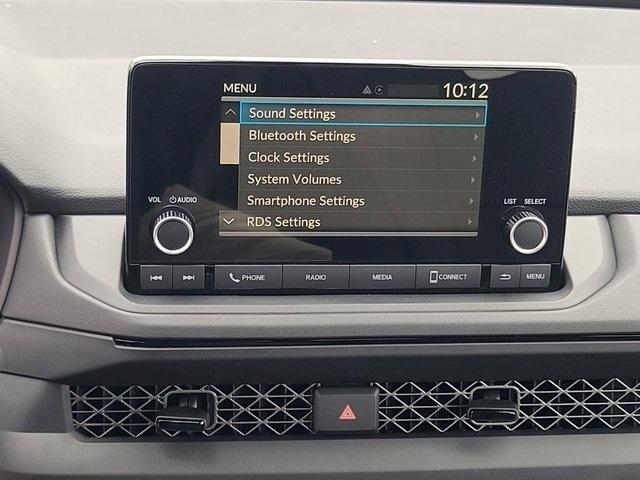 MENU 10:12
Sound Settings
Bluetooth Settings
Clock Settings
System Volumes
Smartphone Settings
RDS Settings
VOL AUDIO
LIST SELECT
PHONE RADIO MEDIA CONNECT MENU